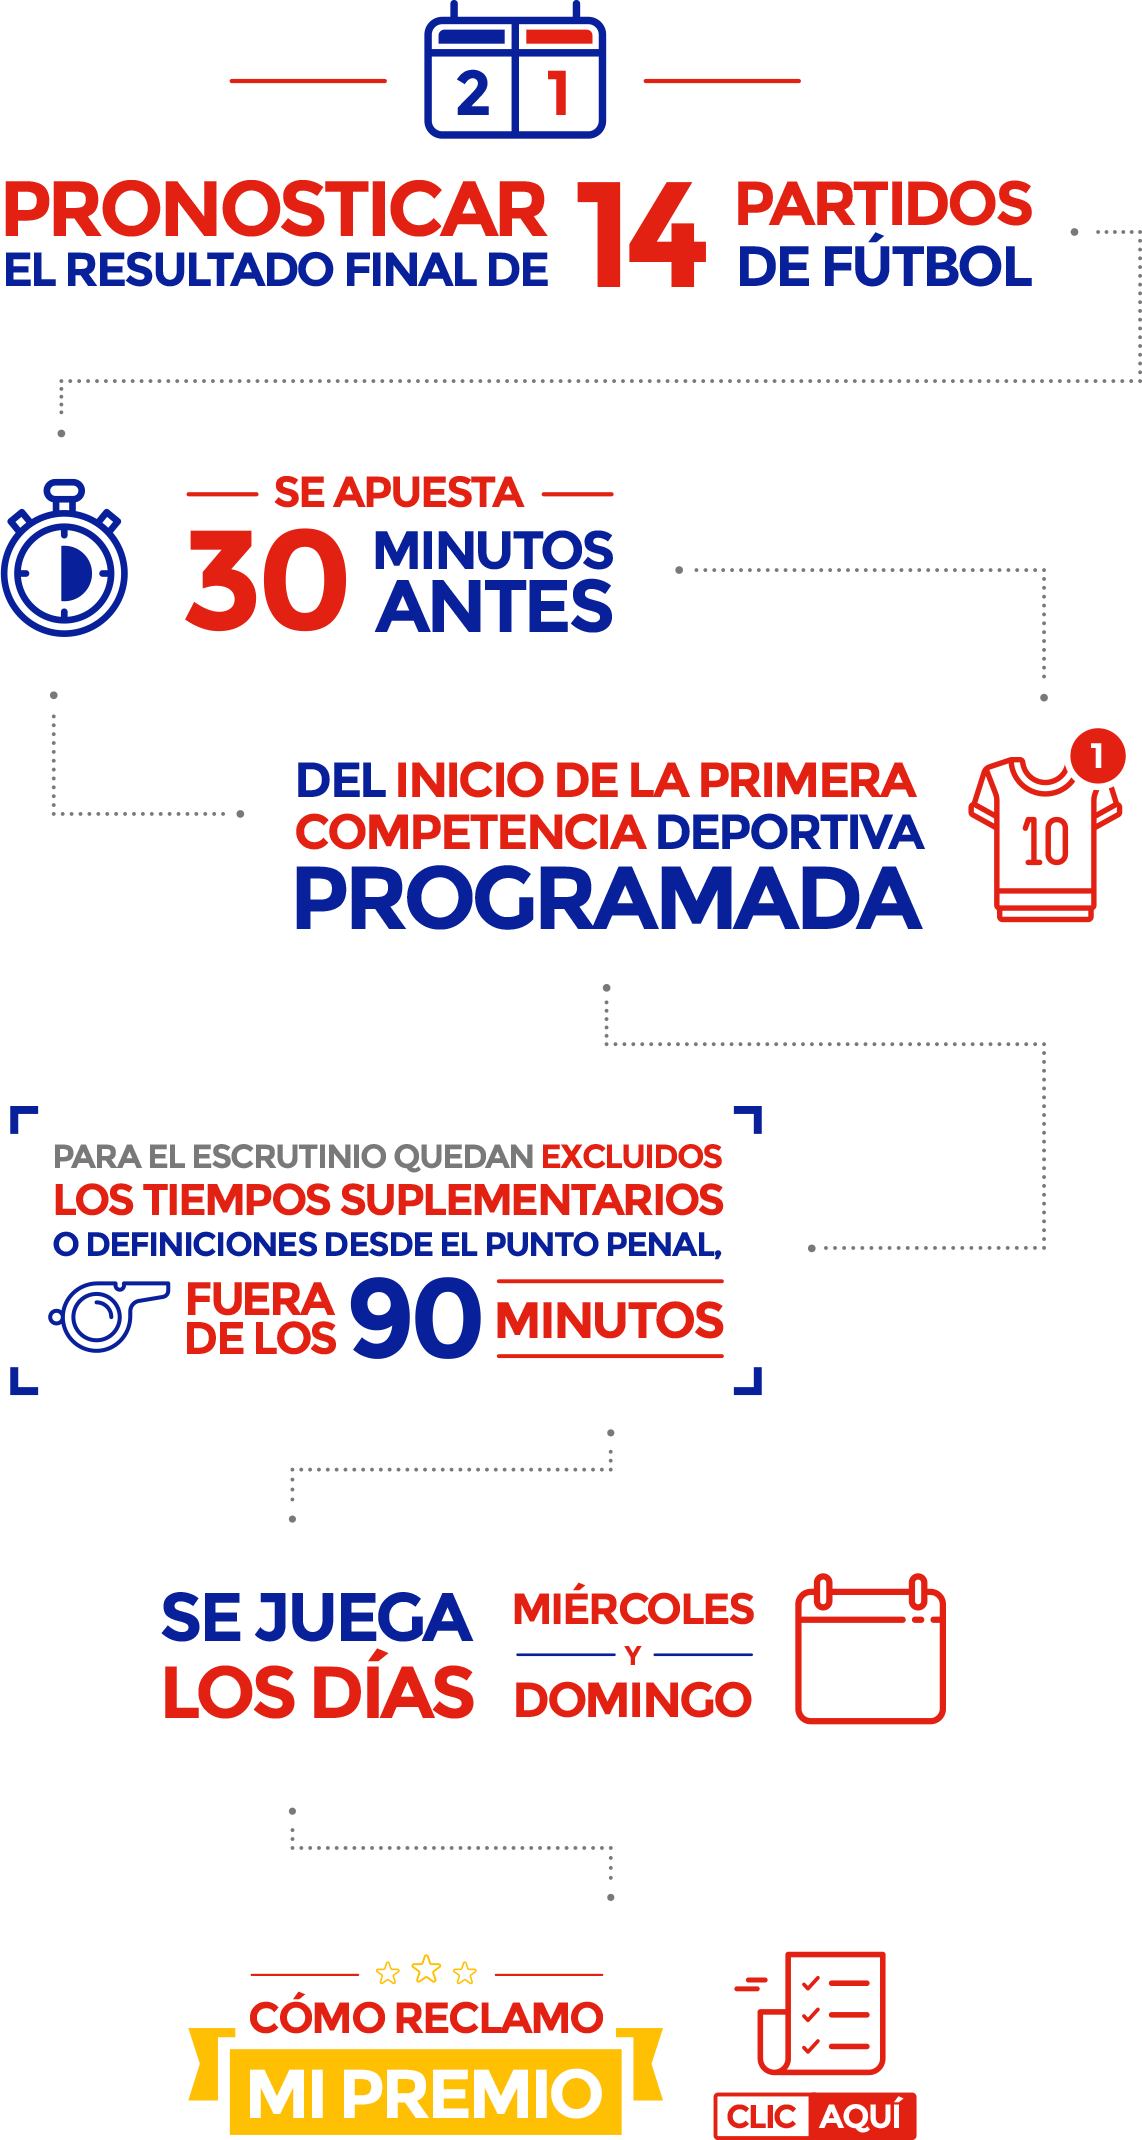 2 1
PRONOSTICAR
EL RESULTADO FINAL DE
14
PARTIDOS
DE FÚTBOL
SE APUESTA
30
MINUTOS
ANTES
DEL INICIO DE LA PRIMERA
COMPETENCIA DEPORTIVA
PROGRAMADA
1
10
PARA EL ESCRUTINIO QUEDAN EXCLUIDOS
LOS TIEMPOS SUPLEMENTARIOS
O DEFINICIONES DESDE EL PUNTO PENAL,
FUERA
DE LOS
90
MINUTOS
SE JUEGA
LOS DÍAS
MIÉRCOLES
Y
DOMINGO
CÓMO RECLAMO
MI PREMIO
CLIC AQUÍ